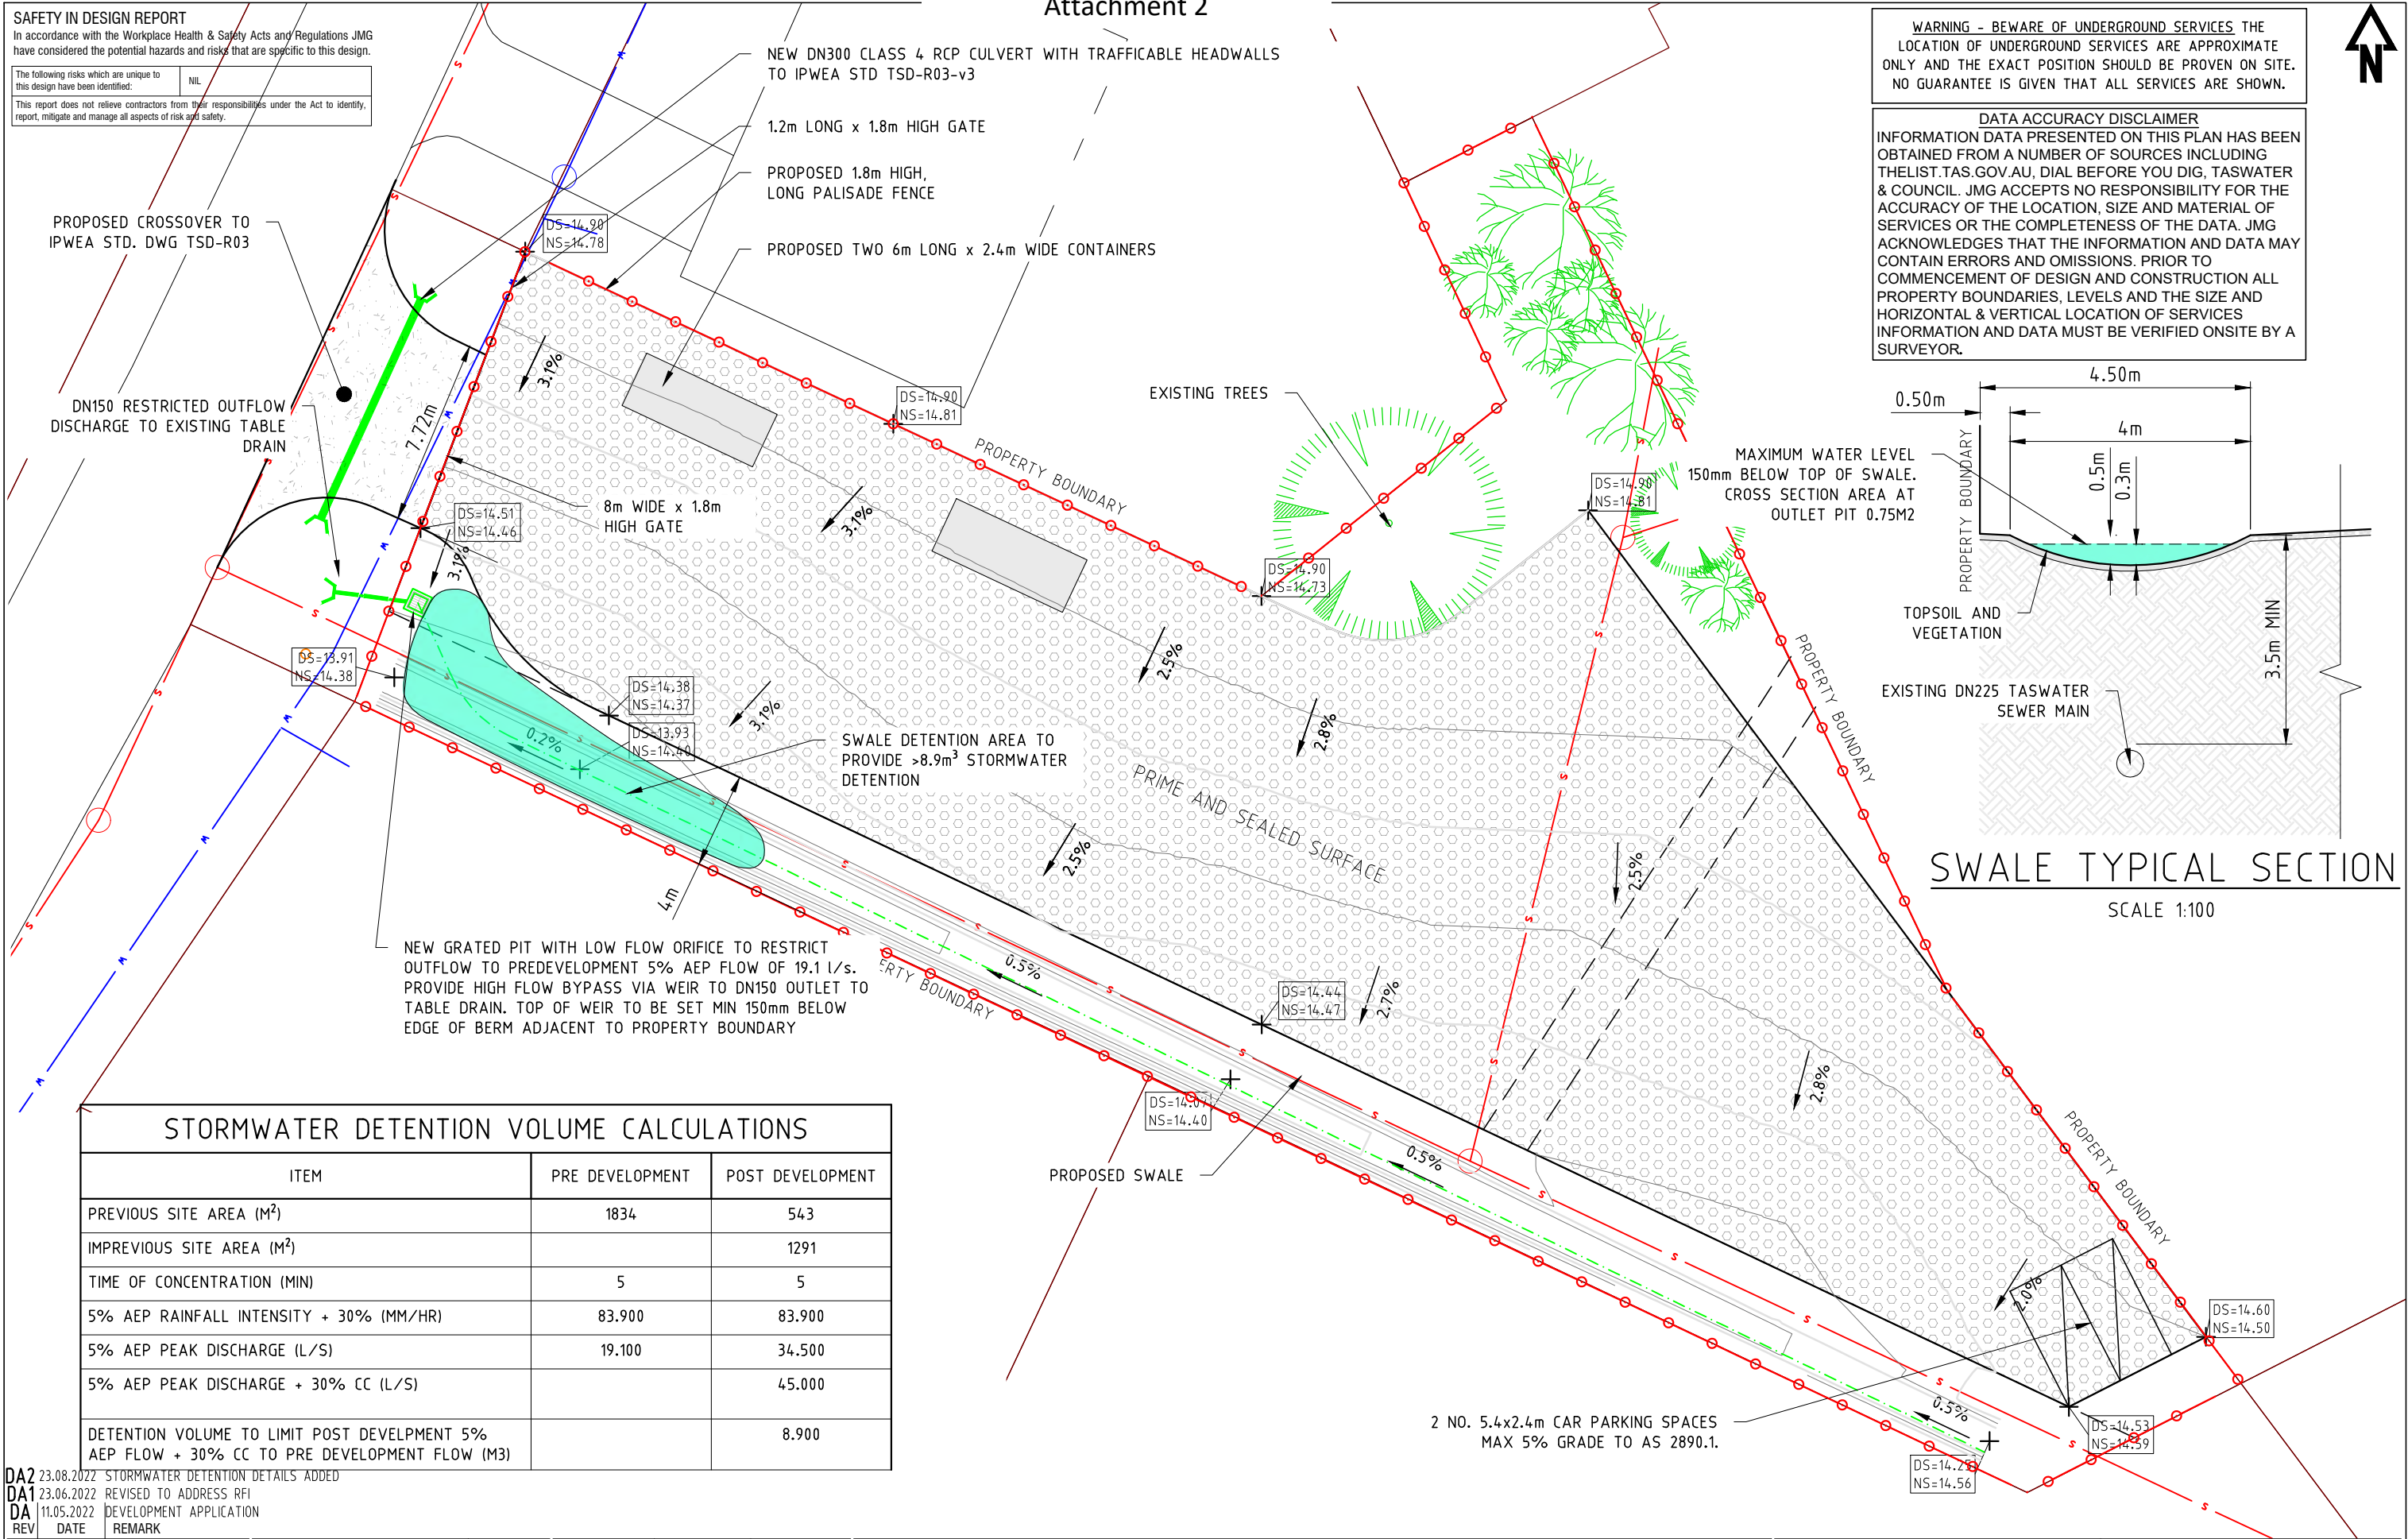 Attachment 2
SAFETY IN DESIGN REPORT
In accordance with the Workplace Health & Safety Acts and Regulations JMG
have considered the potential hazards and risks that are specific to this design.
The following risks which are unique to
this design have been identified:
NIL
This report does not relieve contractors from their responsibilities under the Act to identify,
report, mitigate and manage all aspects of risk and safety.
NEW DN300 CLASS 4 RCP CULVERT WITH TRAFFICABLE HEADWALLS
TO IPWEA STD TSD-R03-v3
1.2m LONG x 1.8m HIGH GATE
PROPOSED 1.8m HIGH,
LONG PALISADE FENCE
PROPOSED TWO 6m LONG x 2.4m WIDE CONTAINERS
PROPOSED CROSSOVER TO
IPWEA STD. DWG TSD-R03
DN150 RESTRICTED OUTFLOW
DISCHARGE TO EXISTING TABLE
DRAIN
WARNING - BEWARE OF UNDERGROUND SERVICES THE
LOCATION OF UNDERGROUND SERVICES ARE APPROXIMATE
ONLY AND THE EXACT POSITION SHOULD BE PROVEN ON SITE.
NO GUARANTEE IS GIVEN THAT ALL SERVICES ARE SHOWN.
N
DATA ACCURACY DISCLAIMER
INFORMATION DATA PRESENTED ON THIS PLAN HAS BEEN
OBTAINED FROM A NUMBER OF SOURCES INCLUDING
THELIST.TAS.GOV.AU, DIAL BEFORE YOU DIG, TASWATER
& COUNCIL. JMG ACCEPTS NO RESPONSIBILITY FOR THE
ACCURACY OF THE LOCATION, SIZE AND MATERIAL OF
SERVICES OR THE COMPLETENESS OF THE DATA. JMG
ACKNOWLEDGES THAT THE INFORMATION AND DATA MAY
CONTAIN ERRORS AND OMISSIONS. PRIOR TO
COMMENCEMENT OF DESIGN AND CONSTRUCTION ALL
PROPERTY BOUNDARIES, LEVELS AND THE SIZE AND
HORIZONTAL & VERTICAL LOCATION OF SERVICES
INFORMATION AND DATA MUST BE VERIFIED ONSITE BY A
SURVEYOR.
DS=14.90
NS=14.78
3.1%
7.72m
DS=14.90
NS=14.81
PROPERTY BOUNDARY
EXISTING TREES
8m WIDE x 1.8m
HIGH GATE
DS=14.51
NS=14.46
3.1%
3.1%
DS=14.90
NS=14.73
DS=14.90
NS=14.81
4.50m
0.50m
4m
0.5m
0.3m
PROPERTY BOUNDARY
MAXIMUM WATER LEVEL
150mm BELOW TOP OF SWALE.
CROSS SECTION AREA AT
OUTLET PIT 0.75M2
TOPSOIL AND
VEGETATION
3.5m MIN
EXISTING DN225 TASWATER
SEWER MAIN
SWALE TYPICAL SECTION
SCALE 1:100
DS=13.91
NS=14.38
DS=14.38
NS=14.37
DS=13.93
NS=14.40
3.1%
0.2%
2.5%
2.8%
PROPERTY BOUNDARY
SWALE DETENTION AREA TO
PROVIDE >8.9m³ STORMWATER
DETENTION
PRIME AND SEALED SURFACE
2.5%
2.5%
4m
NEW GRATED PIT WITH LOW FLOW ORIFICE TO RESTRICT
OUTFLOW TO PREDEVELOPMENT 5% AEP FLOW OF 19.1 l/s.
PROVIDE HIGH FLOW BYPASS VIA WEIR TO DN150 OUTLET TO
TABLE DRAIN. TOP OF WEIR TO BE SET MIN 150mm BELOW
EDGE OF BERM ADJACENT TO PROPERTY BOUNDARY
ERTY BOUNDARY
0.5%
DS=14.44
NS=14.47
2.7%
2.8%
NS=14.40
PROPOSED SWALE
0.5%
PROPERTY BOUNDARY
2.0%
DS=14.60
NS=14.50
2 NO. 5.4x2.4m CAR PARKING SPACES
MAX 5% GRADE TO AS 2890.1.
0.5%
DS=14.53
NS=14.59
NS=14.56
STORMWATER DETENTION VOLUME CALCULATIONS
ITEM PRE DEVELOPMENT POST DEVELOPMENT
PREVIOUS SITE AREA (M²) 1834 543
IMPREVIOUS SITE AREA (M²) 1291
TIME OF CONCENTRATION (MIN) 5 5
5% AEP RAINFALL INTENSITY + 30% (MM/HR) 83.900 83.900
5% AEP PEAK DISCHARGE (L/S) 19.100 34.500
5% AEP PEAK DISCHARGE + 30% CC (L/S) 45.000
DETENTION VOLUME TO LIMIT POST DEVELPMENT 5% 8.900
AEP FLOW + 30% CC TO PRE DEVELOPMENT FLOW (M3)
DA2 23.08.2022 STORMWATER DETENTION DETAILS ADDED
DA1 23.06.2022 REVISED TO ADDRESS RFI
DA 11.05.2022 DEVELOPMENT APPLICATION
REV DATE REMARK